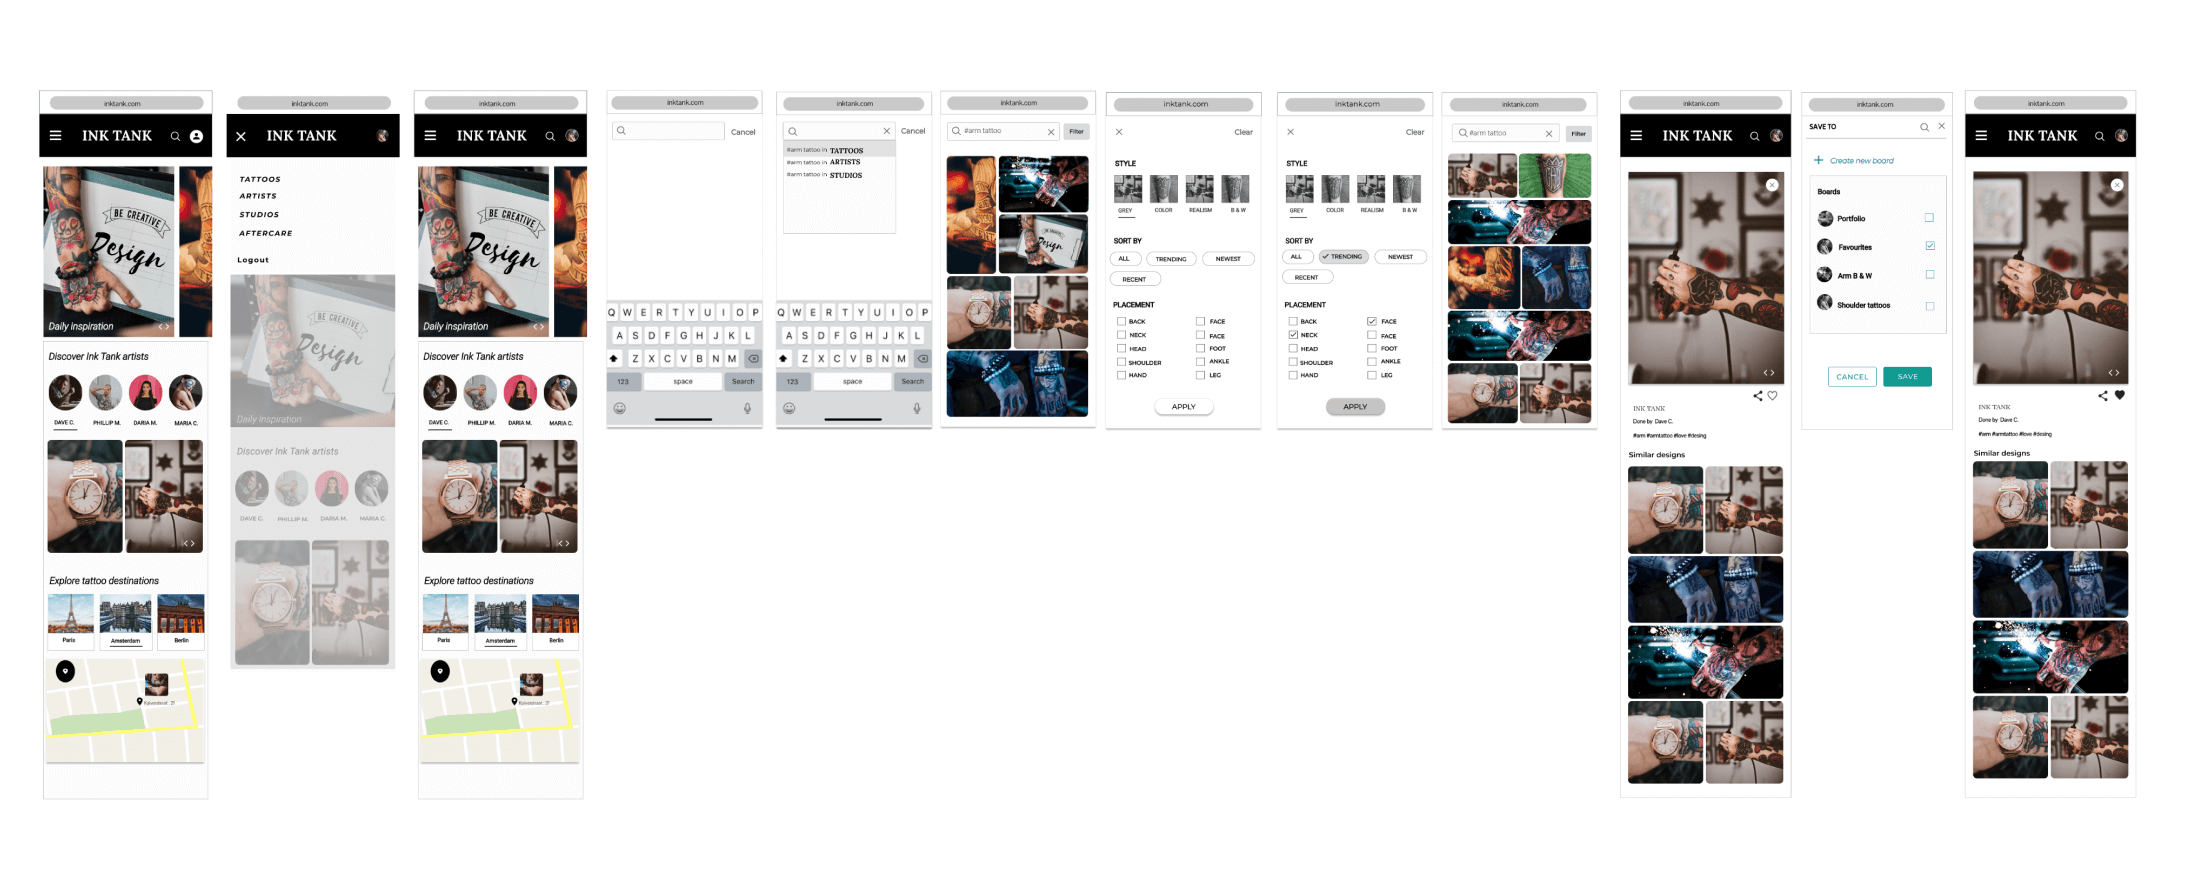 inktank.com
INK TANK
BE CREATIVE
Design
Daily inspiration
Discover Ink Tank artists
DAVE C. PHILLIP M. DARIA M. MARIA C.
Explore tattoo destinations
Paris Amsterdam Berlin
inktank.com
INK TANK
TATTOOS
ARTISTS
STUDIOS
AFTERCARE
Logout
BE CREATIVE
Design
Daily inspiration
Discover Ink Tank artists
DAVE C. PHILLIP M. DARIA M. MARIA C.
inktank.com
INK TANK
BE CREATIVE
Design
Daily inspiration
Discover Ink Tank artists
DAVE C. PHILLIP M. DARIA M. MARIA C.
Explore tattoo destinations
Paris Amsterdam Berlin
inktank.com
Cancel
Q W E R T Y U I O P
A S D F G H J K L
Z X C V B N M
123 space Search
inktank.com
Cancel
#arm tattoo in TATTOOS
#arm tattoo in ARTISTS
#arm tattoo in STUDIOS
Q W E R T Y U I O P
A S D F G H J K L
Z X C V B N M
123 space Search
inktank.com
#arm tattoo Filter
Design
inktank.com
Clear
STYLE
GREY COLOR REALISM B & W
SORT BY
ALL TRENDING NEWEST
RECENT
PLACEMENT
BACK FACE
NECK FACE
HEAD FOOT
SHOULDER ANKLE
HAND LEG
APPLY
inktank.com
Clear
STYLE
GREY COLOR REALISM B & W
SORT BY
ALL TRENDING NEWEST
RECENT
PLACEMENT
BACK FACE
NECK FACE
HEAD FOOT
SHOULDER ANKLE
HAND LEG
APPLY
inktank.com
#arm tattoo Filter
inktank.com
INK TANK
INK TANK
Done by Dave C.
#arm #armtattoo #love #desing
Similar designs
inktank.com
SAVE TO
Create new board
Boards
Portfolio
Favourites
Arm B & W
Shoulder tattoos
CANCEL SAVE
inktank.com
INK TANK
INK TANK
Done by Dave C.
#arm #armtattoo #love #desing
Similar designs